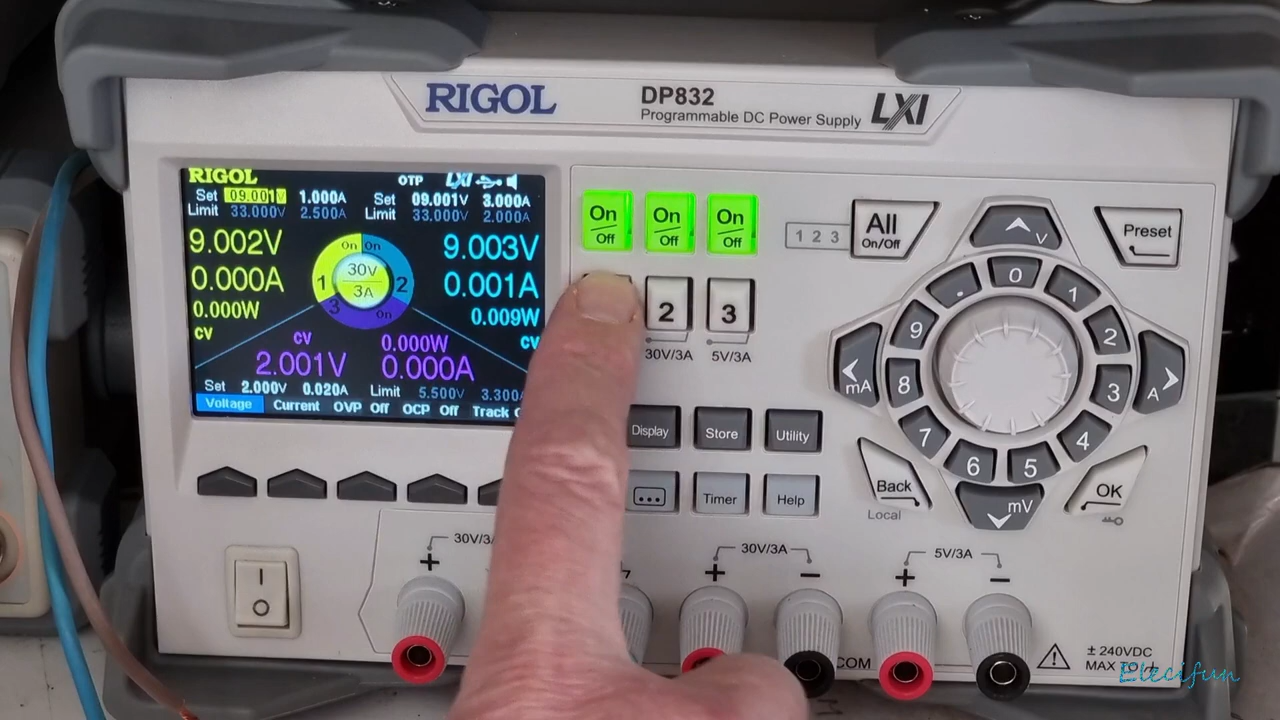 RIGOL
DP832
Programmable DC Power Supply
LXI
RIGOL
OTP LXI
Set 09.001V 1.000A Set 09.001V 3.000A
Limit 33.000V 2.500A Limit 33.000V 2.000A
9.002V 9.003V
0.000A 0.001A
0.000W 0.009W
CV CV
On On
1 2
3 On
30V
3A
CV 0.000W
2.001V 0.000A
Set 2.000V 0.020A Limit 5.500V 3.300A
Voltage Current OVP Off OCP Off Track
On On On
Off Off Off
1 2 3
All
On/Off
Preset
2 3
30V/3A 5V/3A
V
mA
A
mV
. 0 1 2 3 4 5 6 7 8 9
Display Store Utility
Timer Help
Back
Local
OK
30V/3A 30V/3A 5V/3A
+ + − + −
I
O
COM
± 240VDC
MAX TO
Elecifun